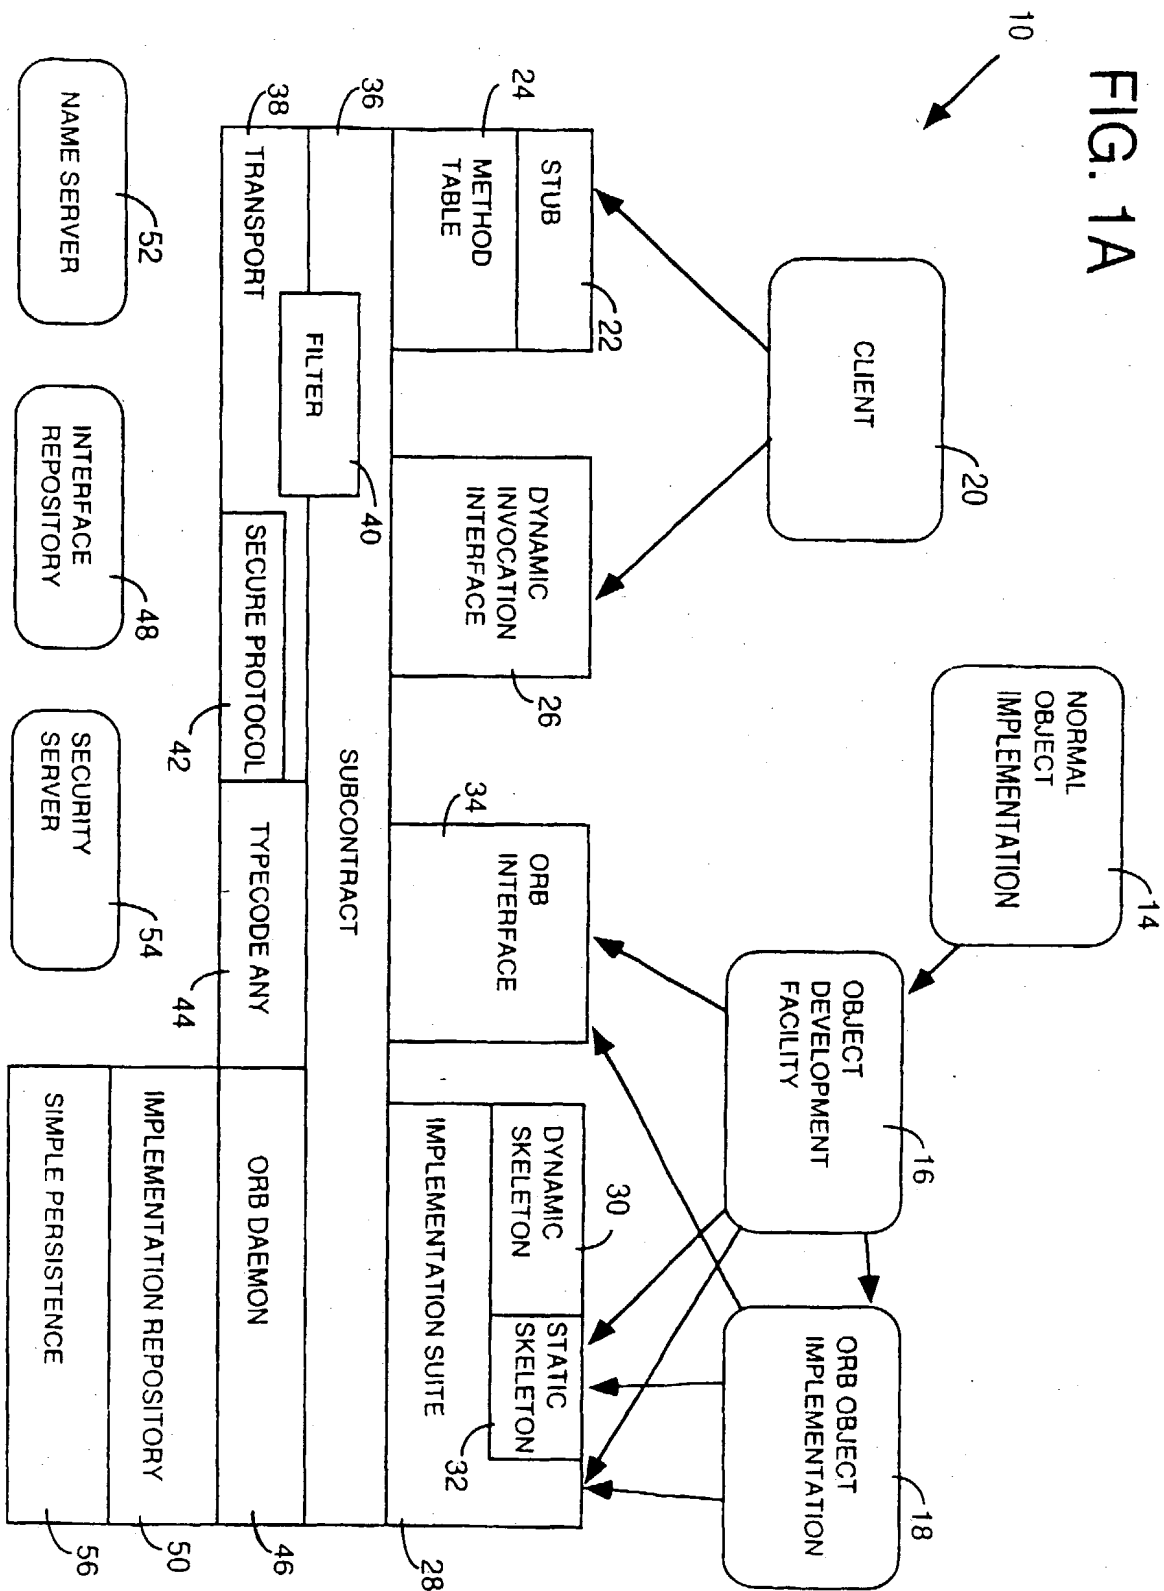 FIG. 1A
10
CLIENT
20
NORMAL
OBJECT
IMPLEMENTATION
14
OBJECT
DEVELOPMENT
FACILITY
16
ORB OBJECT
IMPLEMENTATION
18
STUB
22
24
METHOD
TABLE
DYNAMIC
INVOCATION
INTERFACE
26
34
ORB
INTERFACE
30
DYNAMIC
SKELETON
STATIC
SKELETON
32
IMPLEMENTATION SUITE
28
36
SUBCONTRACT
FILTER
40
38
TRANSPORT
SECURE PROTOCOL
42
TYPECODE ANY
44
ORB DAEMON
46
IMPLEMENTATION REPOSITORY
50
SIMPLE PERSISTENCE
56
NAME SERVER
52
INTERFACE
REPOSITORY
48
SECURITY
SERVER
54